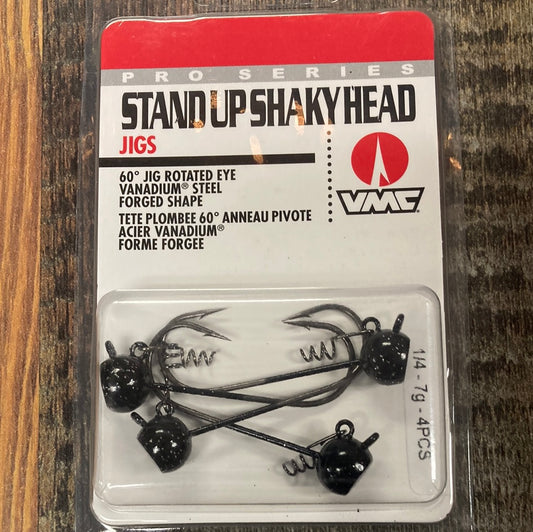 PRO SERIES
STAND UP SHAKY HEAD
JIGS
60° JIG ROTATED EYE
VANADIUM® STEEL
FORGED SHAPE
TETE PLOMBEE 60° ANNEAU PIVOTE
ACIER VANADIUM®
FORME FORGEE
VMC
1/4 - 7g - 4PCS